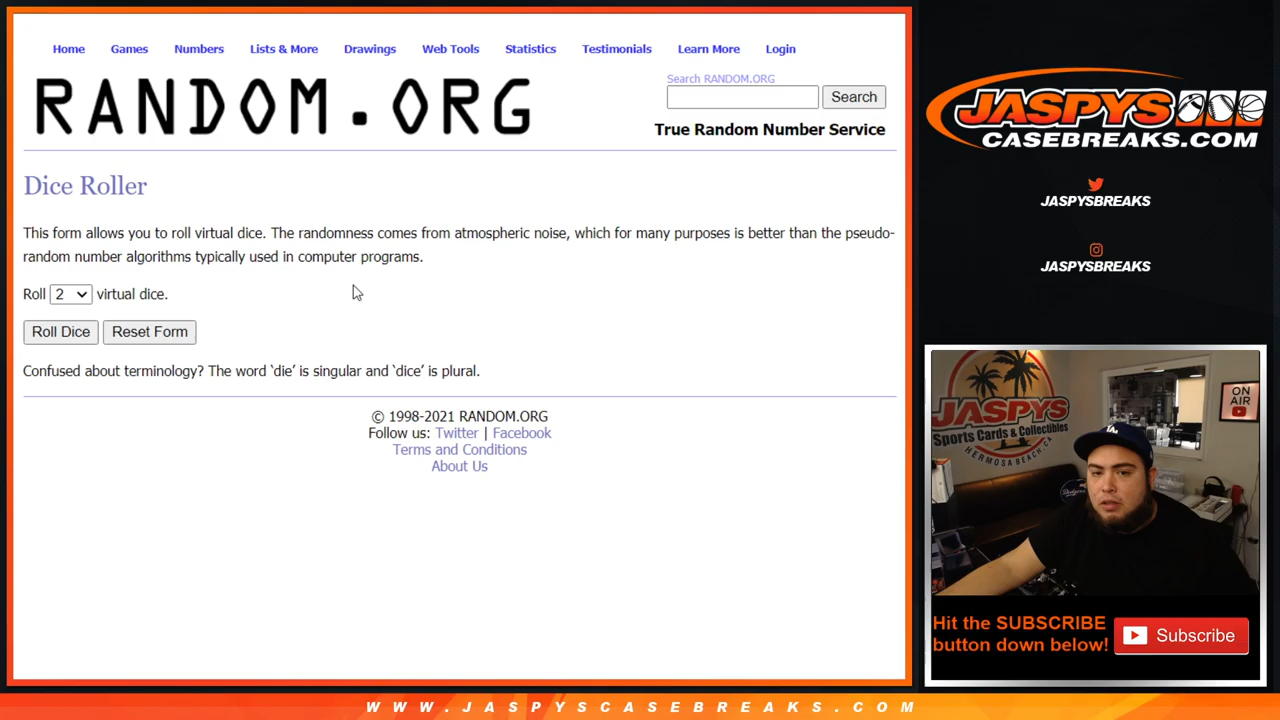 Home Games Numbers Lists & More Drawings Web Tools Statistics Testimonials Learn More Login
RANDOM.ORG
Search RANDOM.ORG
Search
True Random Number Service
Dice Roller
This form allows you to roll virtual dice. The randomness comes from atmospheric noise, which for many purposes is better than the pseudo-
random number algorithms typically used in computer programs.
Roll 2 virtual dice.
Roll Dice Reset Form
Confused about terminology? The word ‘die’ is singular and ‘dice’ is plural.
© 1998-2021 RANDOM.ORG
Follow us: Twitter | Facebook
Terms and Conditions
About Us
JASPYS
CASEBREAKS.COM
JASPYSBREAKS
JASPYSBREAKS
JASPYS
Sports Cards & Collectibles
HERMOSA BEACH, CA
ON
AIR
LA
Dodgers
Hit the SUBSCRIBE
button down below!
Subscribe
WWW.JASPYSCASEBREAKS.COM